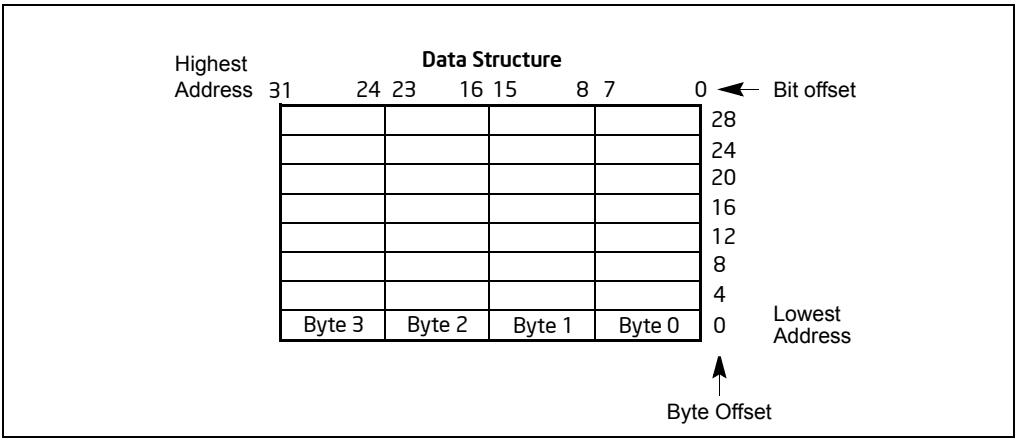 Data Structure
Highest
Address
31 24 23 16 15 8 7 0
Bit offset
28
24
20
16
12
8
4
Byte 3 Byte 2 Byte 1 Byte 0 0
Lowest
Address
Byte Offset